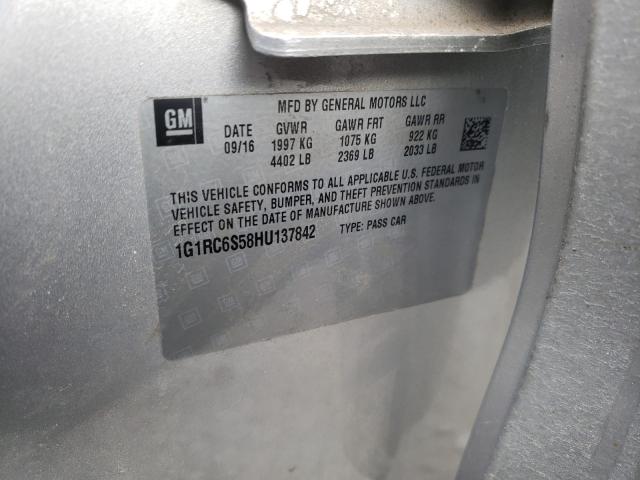 GM
MFD BY GENERAL MOTORS LLC
DATE GVWR GAWR FRT GAWR RR
09/16 1997 KG 1075 KG 922 KG
4402 LB 2369 LB 2033 LB
THIS VEHICLE CONFORMS TO ALL APPLICABLE U.S. FEDERAL MOTOR
VEHICLE SAFETY, BUMPER, AND THEFT PREVENTION STANDARDS IN
EFFECT ON THE DATE OF MANUFACTURE SHOWN ABOVE.
1G1RC6S58HU137842 TYPE: PASS CAR